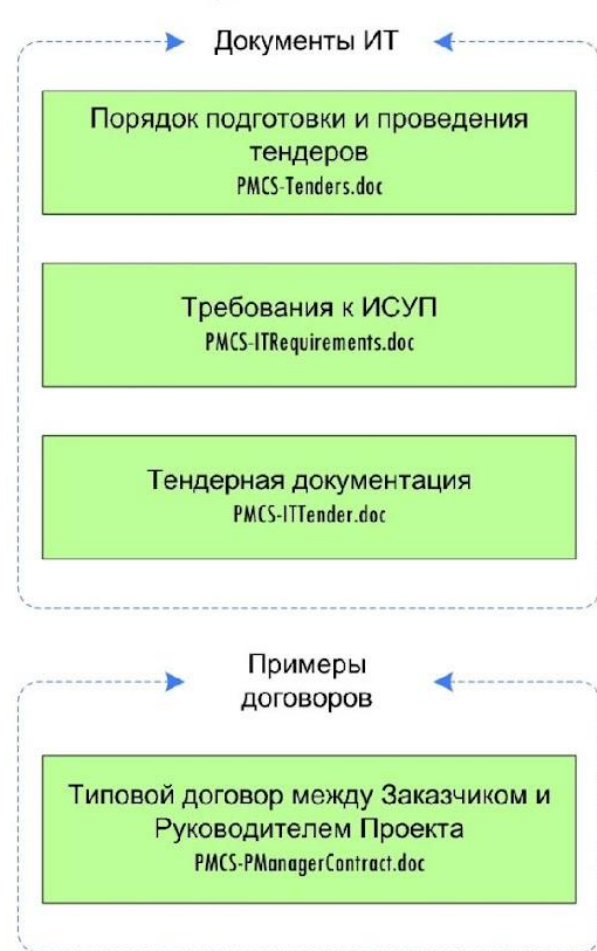 Документы ИТ
Порядок подготовки и проведения
тендеров
PMCS-Tenders.doc
Требования к ИСУП
PMCS-ITRequirements.doc
Тендерная документация
PMCS-ITTender.doc
Примеры
договоров
Типовой договор между Заказчиком и
Руководителем Проекта
PMCS-PManagerContract.doc